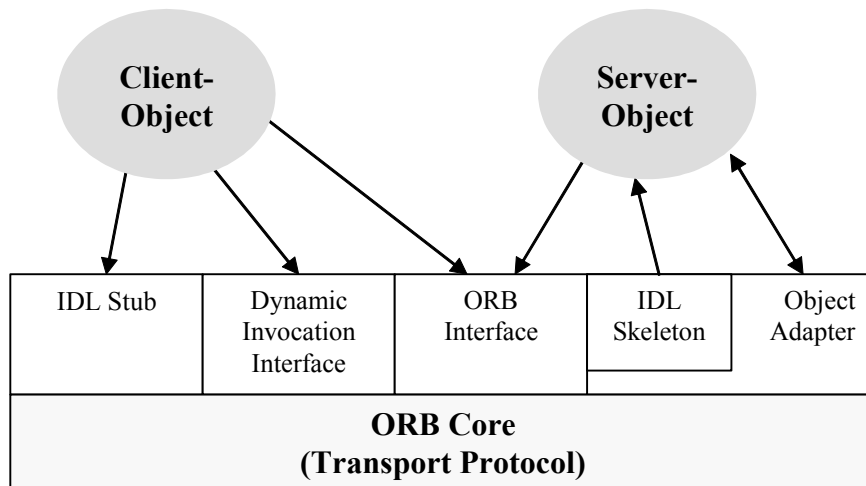 Client-
Object
Server-
Object
IDL Stub
Dynamic
Invocation
Interface
ORB
Interface
IDL
Skeleton
Object
Adapter
ORB Core
(Transport Protocol)